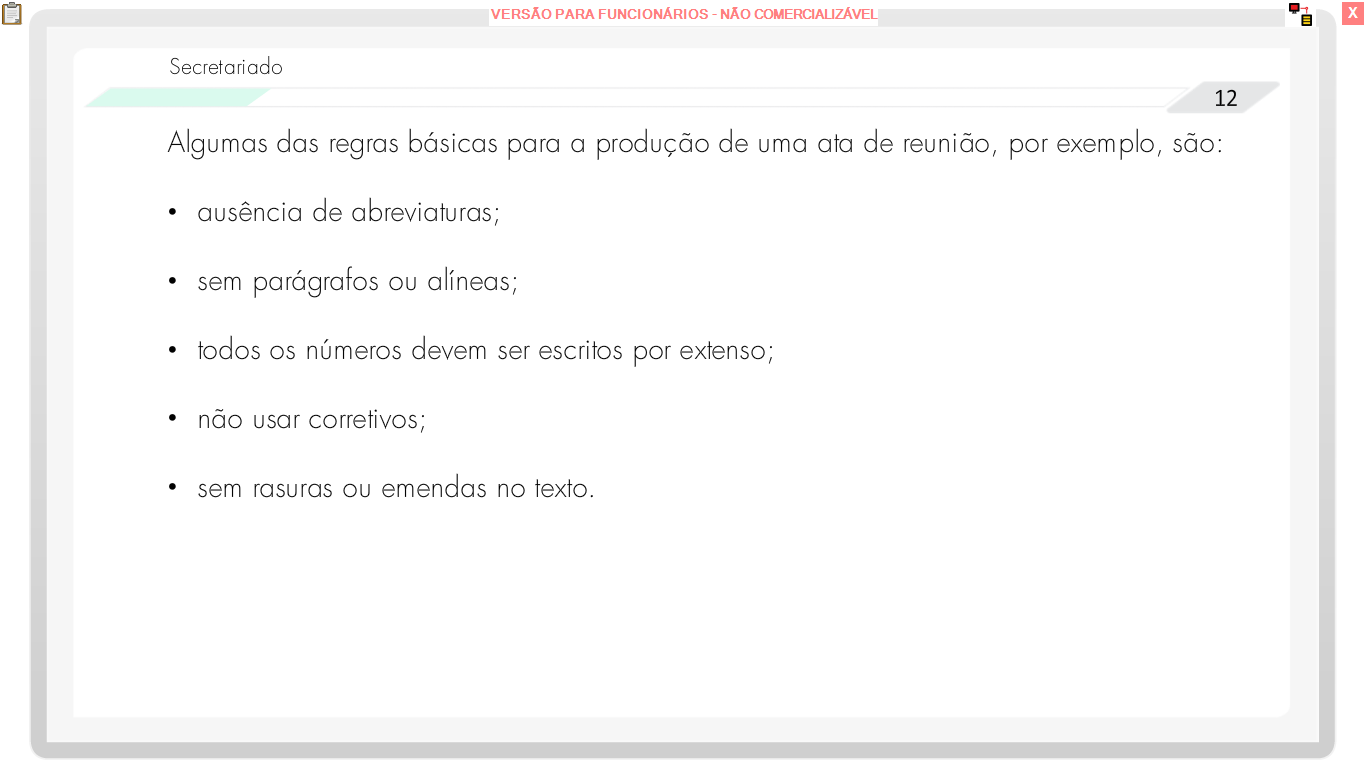 VERSÃO PARA FUNCIONÁRIOS - NÃO COMERCIALIZÁVEL
X
Secretariado
12
Algumas das regras básicas para a produção de uma ata de reunião, por exemplo, são:
• ausência de abreviaturas;
• sem parágrafos ou alíneas;
• todos os números devem ser escritos por extenso;
• não usar corretivos;
• sem rasuras ou emendas no texto.